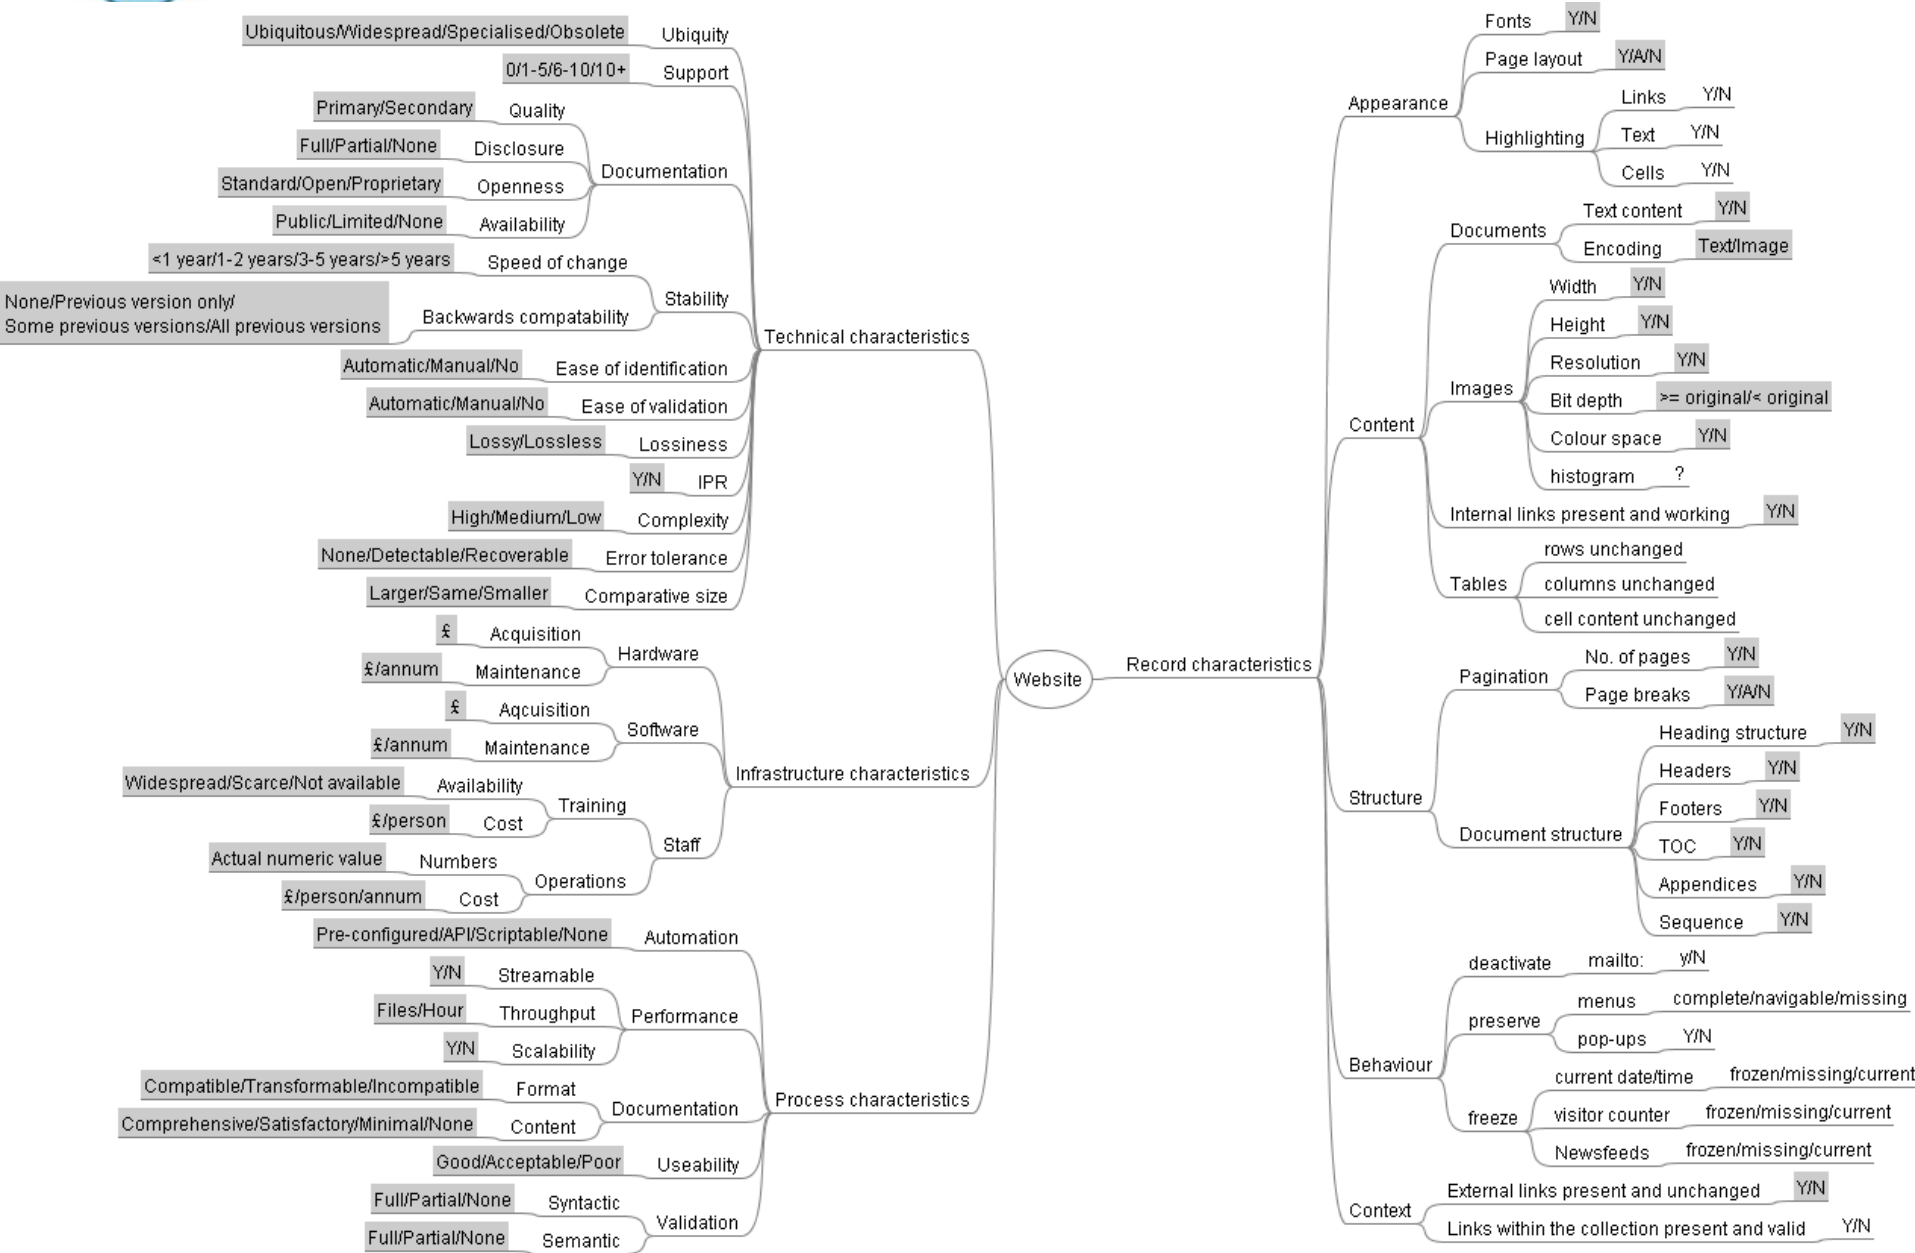 Ubiquitous/Widespread/Specialised/Obsolete Ubiquity
0/1-5/6-10/10+ Support
Primary/Secondary Quality
Full/Partial/None Disclosure
Documentation
Standard/Open/Proprietary Openness
Public/Limited/None Availability
<1 year/1-2 years/3-5 years/>5 years Speed of change
Stability
None/Previous version only/
Some previous versions/All previous versions
Backwards compatability
Technical characteristics
Automatic/Manual/No Ease of identification
Automatic/Manual/No Ease of validation
Lossy/Lossless Lossiness
Y/N IPR
High/Medium/Low Complexity
None/Detectable/Recoverable Error tolerance
Larger/Same/Smaller Comparative size
£ Acquisition
Hardware
£/annum Maintenance
£ Aqcuisition
Software
£/annum Maintenance
Infrastructure characteristics
Widespread/Scarce/Not available Availability
Training
£/person Cost
Staff
Actual numeric value Numbers
Operations
£/person/annum Cost
Pre-configured/API/Scriptable/None Automation
Y/N Streamable
Files/Hour Throughput
Performance
Y/N Scalability
Compatible/Transformable/Incompatible Format
Documentation
Process characteristics
Comprehensive/Satisfactory/Minimal/None Content
Good/Acceptable/Poor Useability
Full/Partial/None Syntactic
Validation
Full/Partial/None Semantic
Website
Record characteristics
Fonts Y/N
Page layout Y/A/N
Appearance
Links Y/N
Highlighting
Text Y/N
Cells Y/N
Text content Y/N
Documents
Encoding Text/Image
Width Y/N
Height Y/N
Resolution Y/N
Images
Bit depth >= original/< original
Content
Colour space Y/N
histogram ?
Internal links present and working Y/N
rows unchanged
Tables
columns unchanged
cell content unchanged
No. of pages Y/N
Pagination
Page breaks Y/A/N
Heading structure Y/N
Headers Y/N
Structure
Footers Y/N
Document structure
TOC Y/N
Appendices Y/N
Sequence Y/N
deactivate mailto: y/N
menus complete/navigable/missing
preserve
pop-ups Y/N
Behaviour
current date/time frozen/missing/current
freeze
visitor counter frozen/missing/current
Newsfeeds frozen/missing/current
External links present and unchanged Y/N
Context
Links within the collection present and valid Y/N